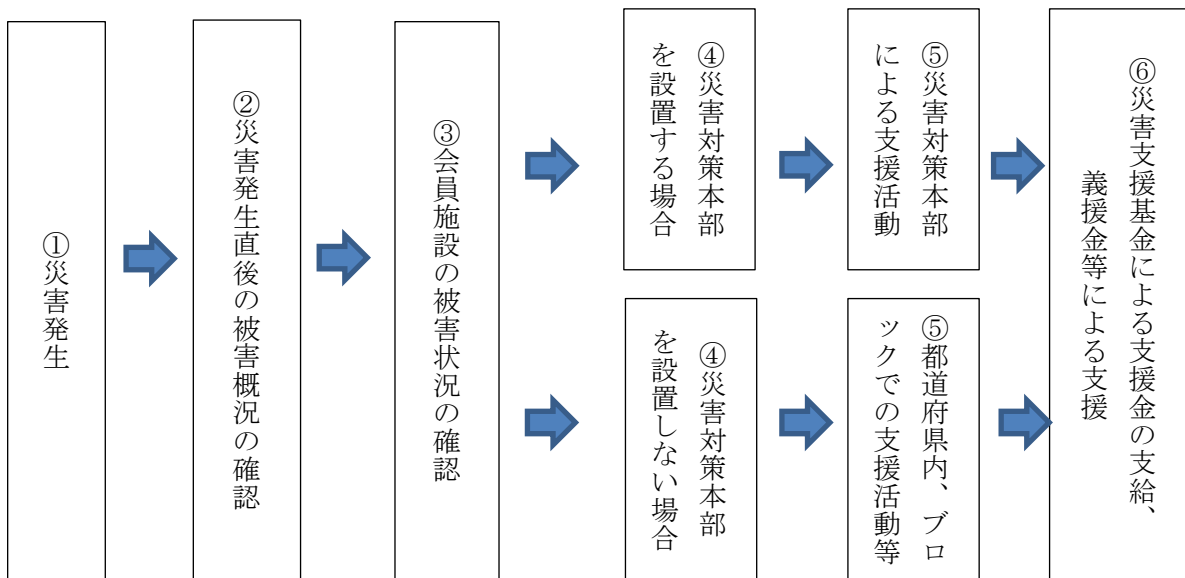 ①災害発生
②災害発生直後の被害概況の確認
③会員施設の被害状況の確認
④災害対策本部
を設置する場合
⑤災害対策本部
による支援活動
④災害対策本部
を設置しない場合
⑤都道府県内、ブロ
ックでの支援活動等
⑥災害支援基金による支援金の支給、
義援金等による支援